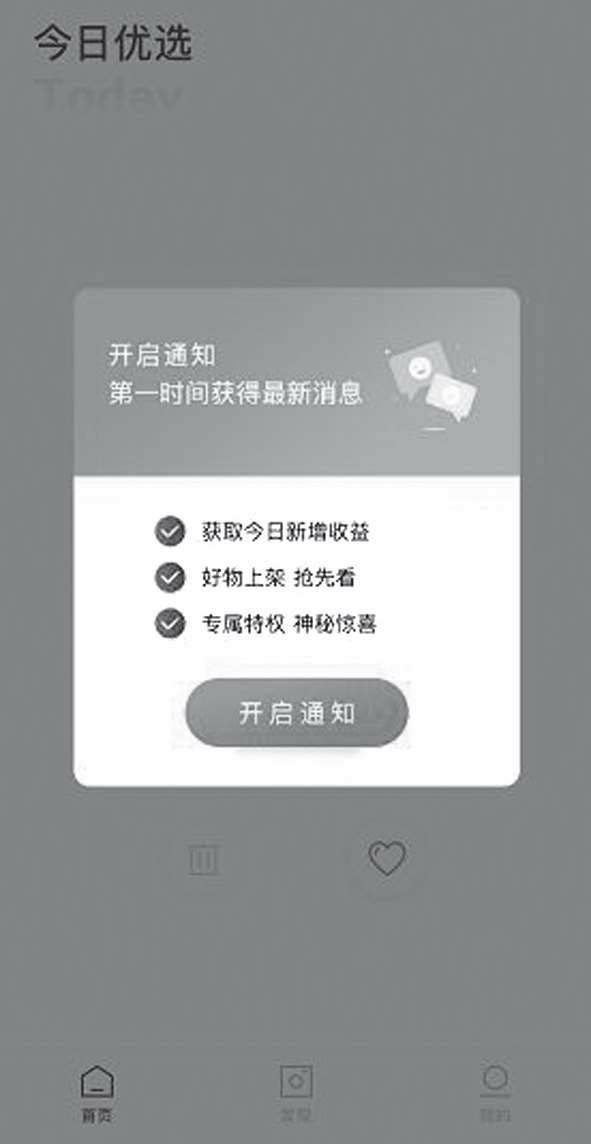 今日优选
Today
开启通知
第一时间获得最新消息
获取今日新增收益
好物上架 抢先看
专属特权 神秘惊喜
开启通知
首页
发现
我的